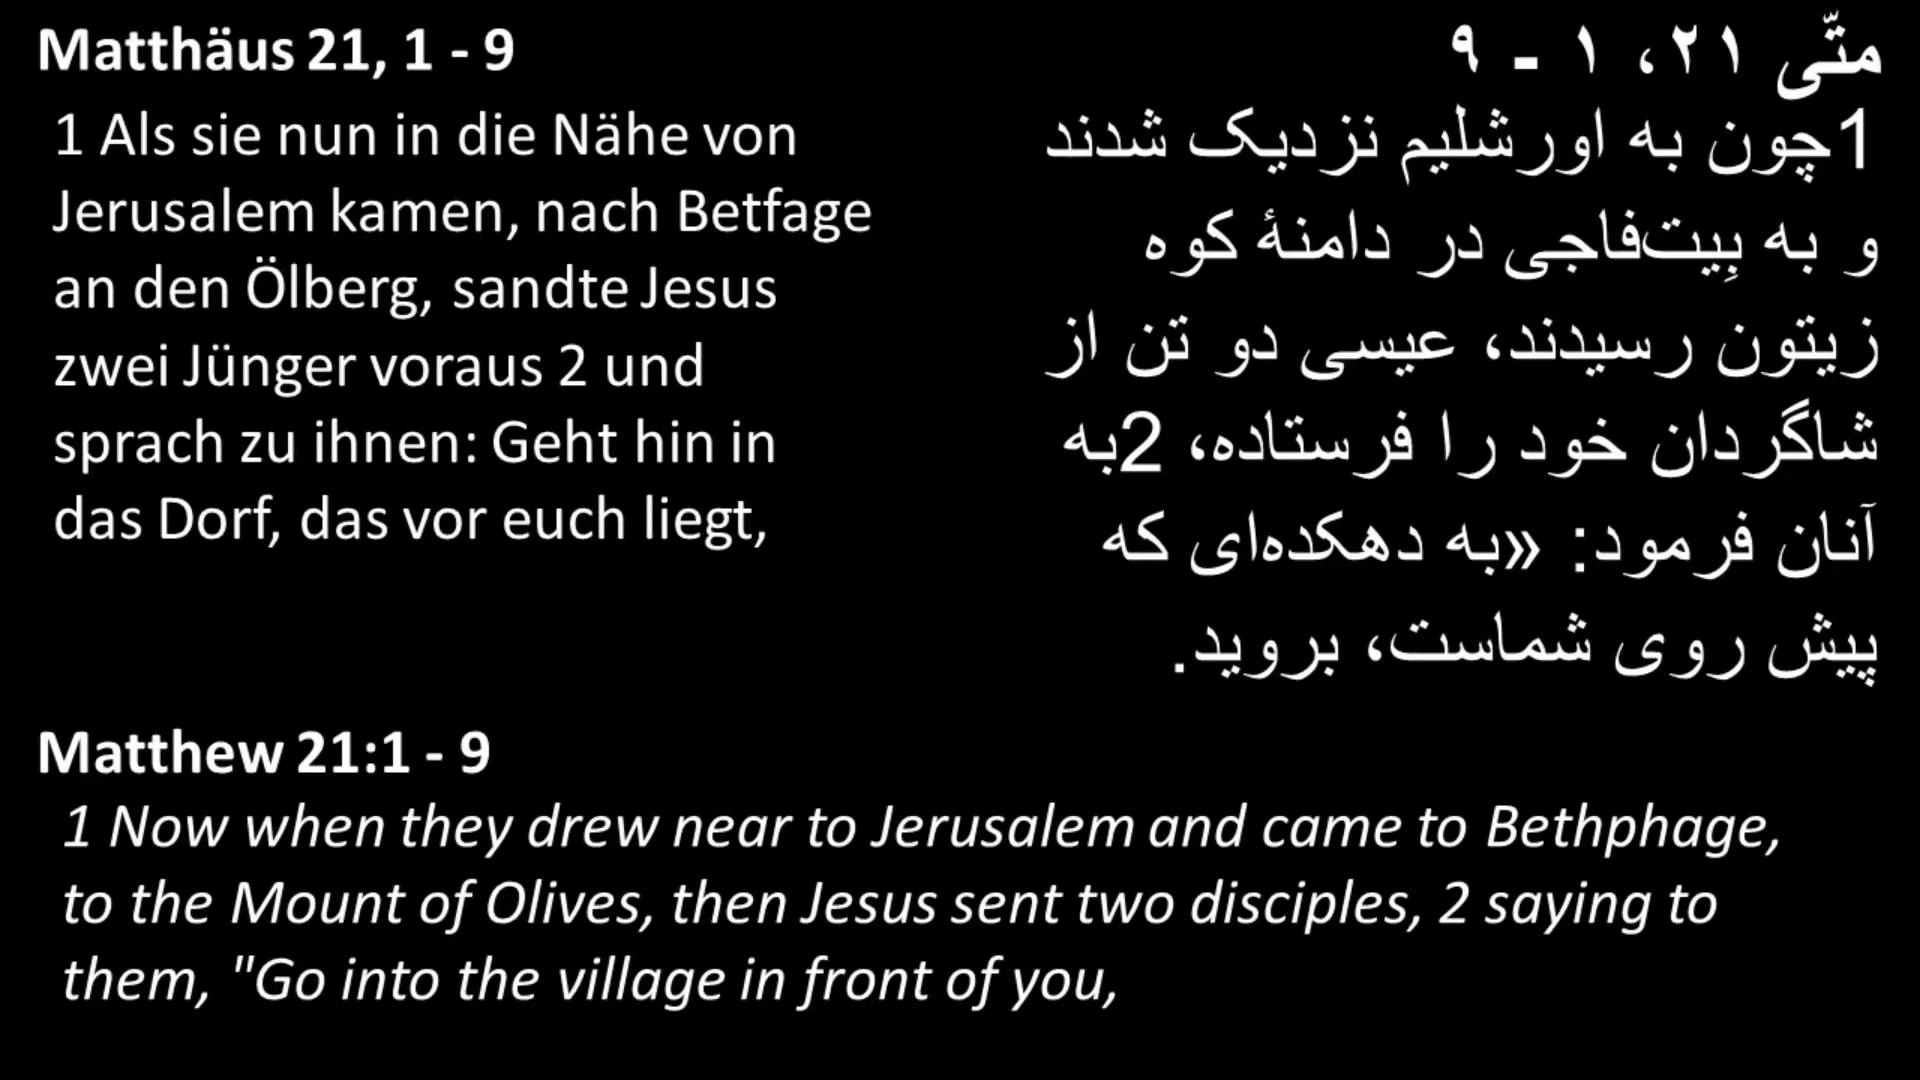 Matthäus 21, 1 - 9
1 Als sie nun in die Nähe von
Jerusalem kamen, nach Betfage
an den Ölberg, sandte Jesus
zwei Jünger voraus 2 und
sprach zu ihnen: Geht hin in
das Dorf, das vor euch liegt,
متّی ۲۱، ۱ - ۹
1چون به اورشلیم نزدیک شدند
و به بِیت‌فاجی در دامنهٔ کوه
زیتون رسیدند، عیسی دو تن از
شاگردان خود را فرستاده، 2به
آنان فرمود: «به دهکده‌ای که
پیش روی شماست، بروید.
Matthew 21:1 - 9
1 Now when they drew near to Jerusalem and came to Bethphage,
to the Mount of Olives, then Jesus sent two disciples, 2 saying to
them, "Go into the village in front of you,